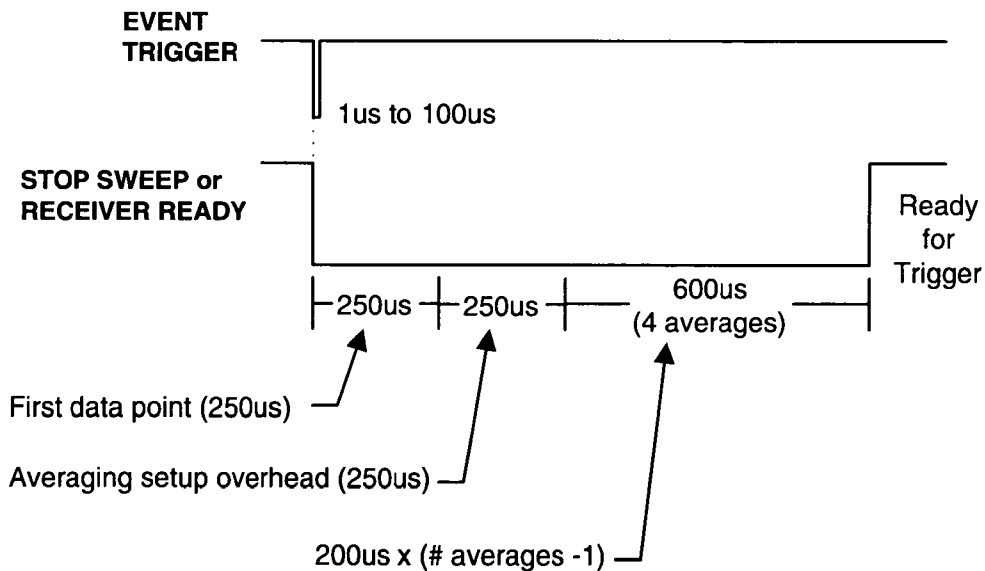 EVENT
TRIGGER
1us to 100us
STOP SWEEP or
RECEIVER READY
Ready
for
Trigger
250us
250us
600us
(4 averages)
First data point (250us)
Averaging setup overhead (250us)
200us x (# averages -1)